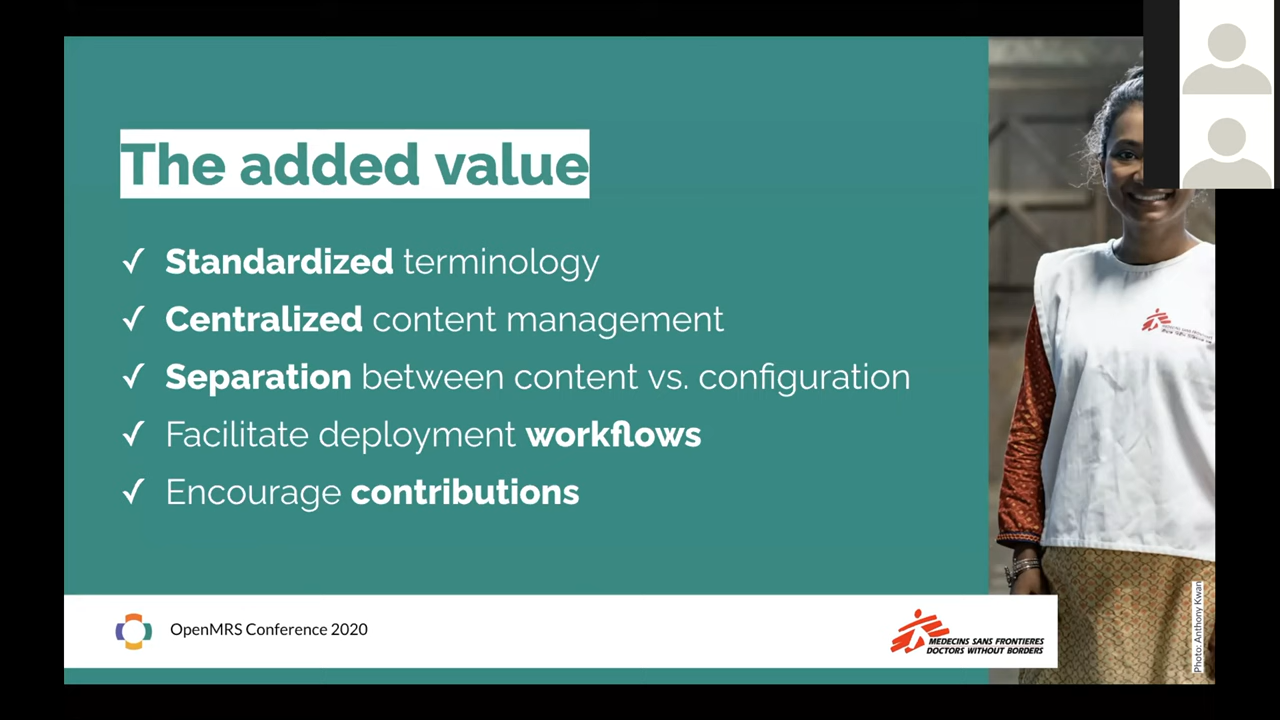 The added value
✓ Standardized terminology
✓ Centralized content management
✓ Separation between content vs. configuration
✓ Facilitate deployment workflows
✓ Encourage contributions
OpenMRS Conference 2020
MEDECINS SANS FRONTIERES
DOCTORS WITHOUT BORDERS
Photo: Anthony Kwan